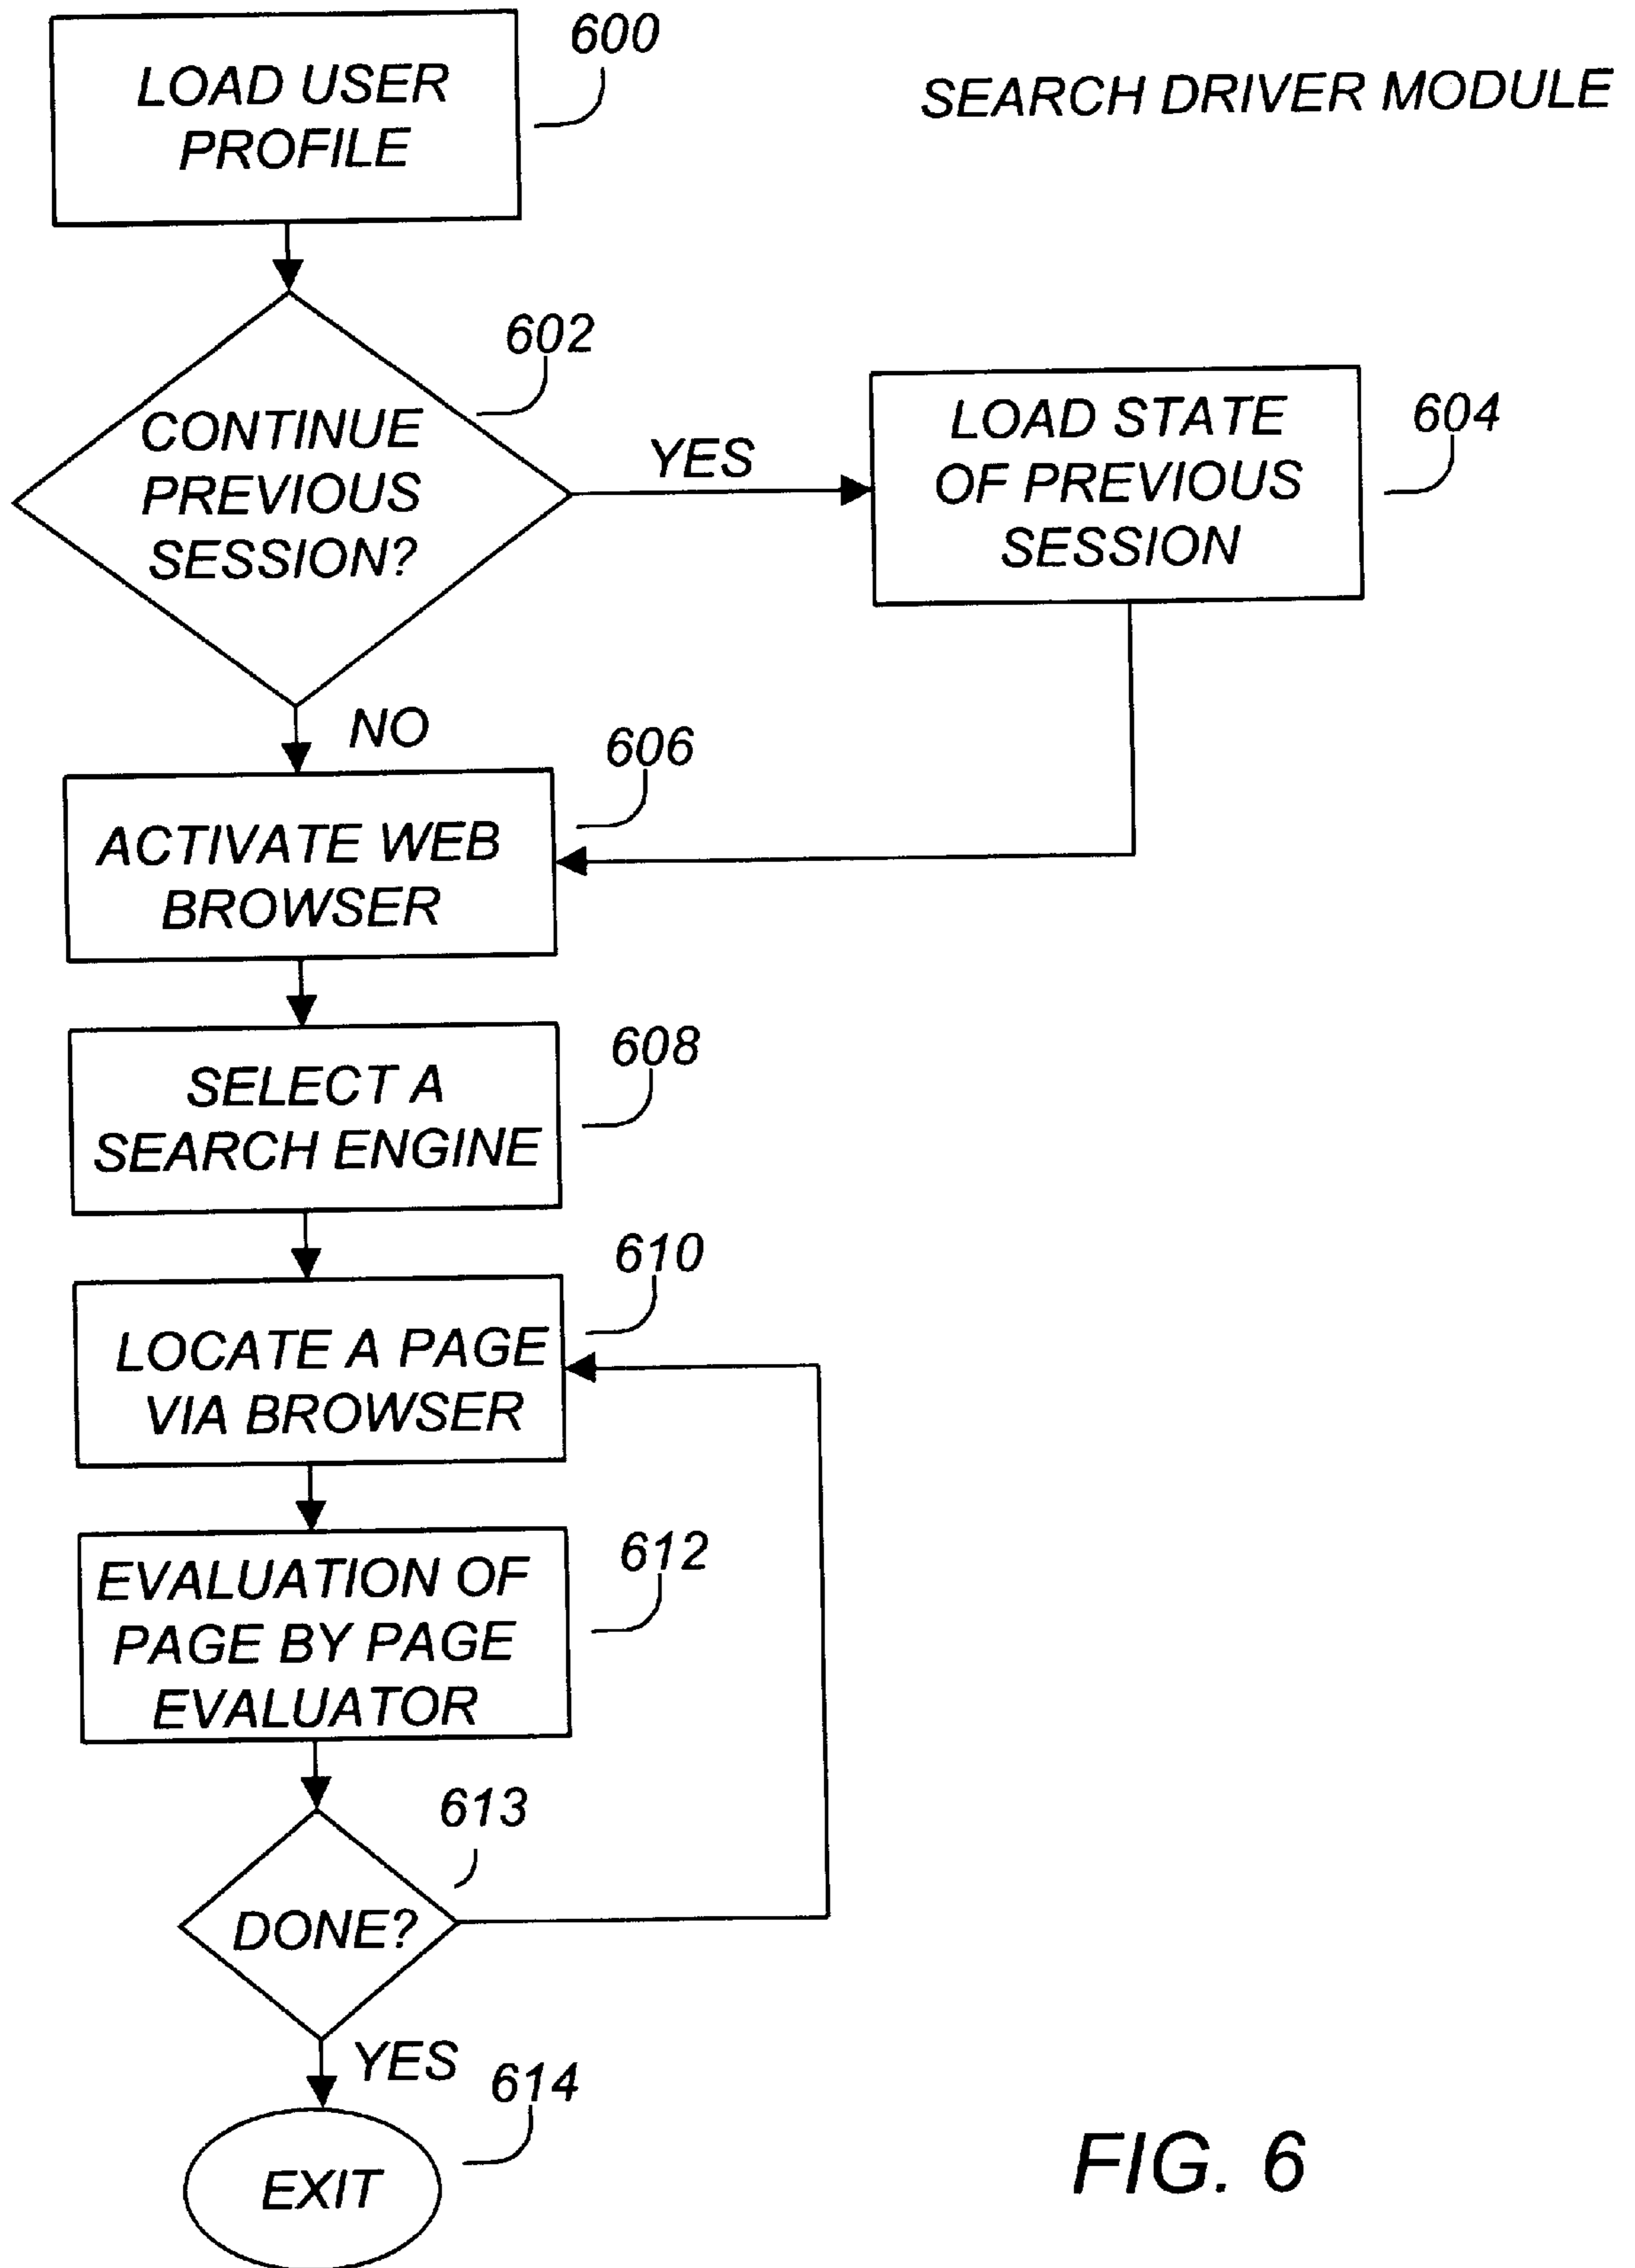 600
LOAD USER
PROFILE
SEARCH DRIVER MODULE
602
CONTINUE
PREVIOUS
SESSION?
YES
LOAD STATE
OF PREVIOUS
SESSION
604
NO
606
ACTIVATE WEB
BROWSER
608
SELECT A
SEARCH ENGINE
610
LOCATE A PAGE
VIA BROWSER
612
EVALUATION OF
PAGE BY PAGE
EVALUATOR
613
DONE?
YES
614
EXIT
FIG. 6